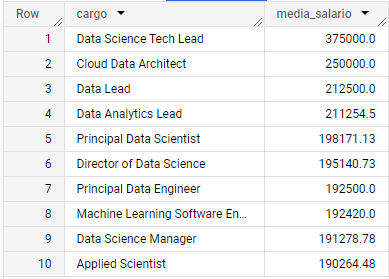 Row cargo media_salario
1 Data Science Tech Lead 375000.0
2 Cloud Data Architect 250000.0
3 Data Lead 212500.0
4 Data Analytics Lead 211254.5
5 Principal Data Scientist 198171.13
6 Director of Data Science 195140.73
7 Principal Data Engineer 192500.0
8 Machine Learning Software En... 192420.0
9 Data Science Manager 191278.78
10 Applied Scientist 190264.48